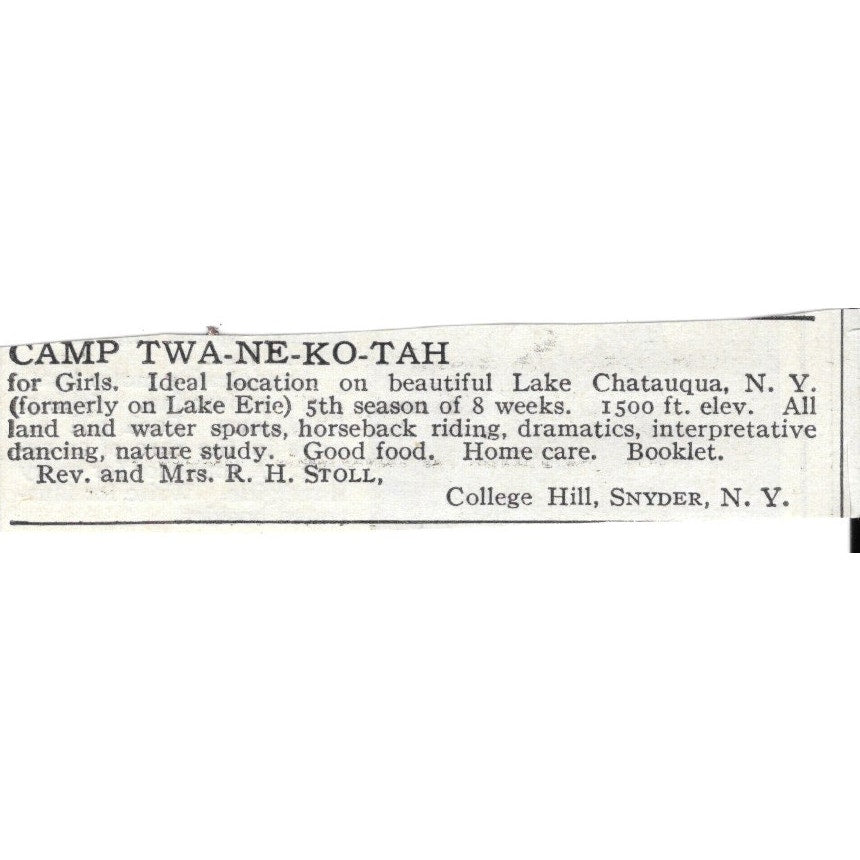 CAMP TWA-NE-KO-TAH
for Girls. Ideal location on beautiful Lake Chatauqua, N. Y.
(formerly on Lake Erie) 5th season of 8 weeks. 1500 ft. elev. All
land and water sports, horseback riding, dramatics, interpretative
dancing, nature study. Good food. Home care. Booklet.
Rev. and Mrs. R. H. STOLL,
College Hill, SNYDER, N. Y.